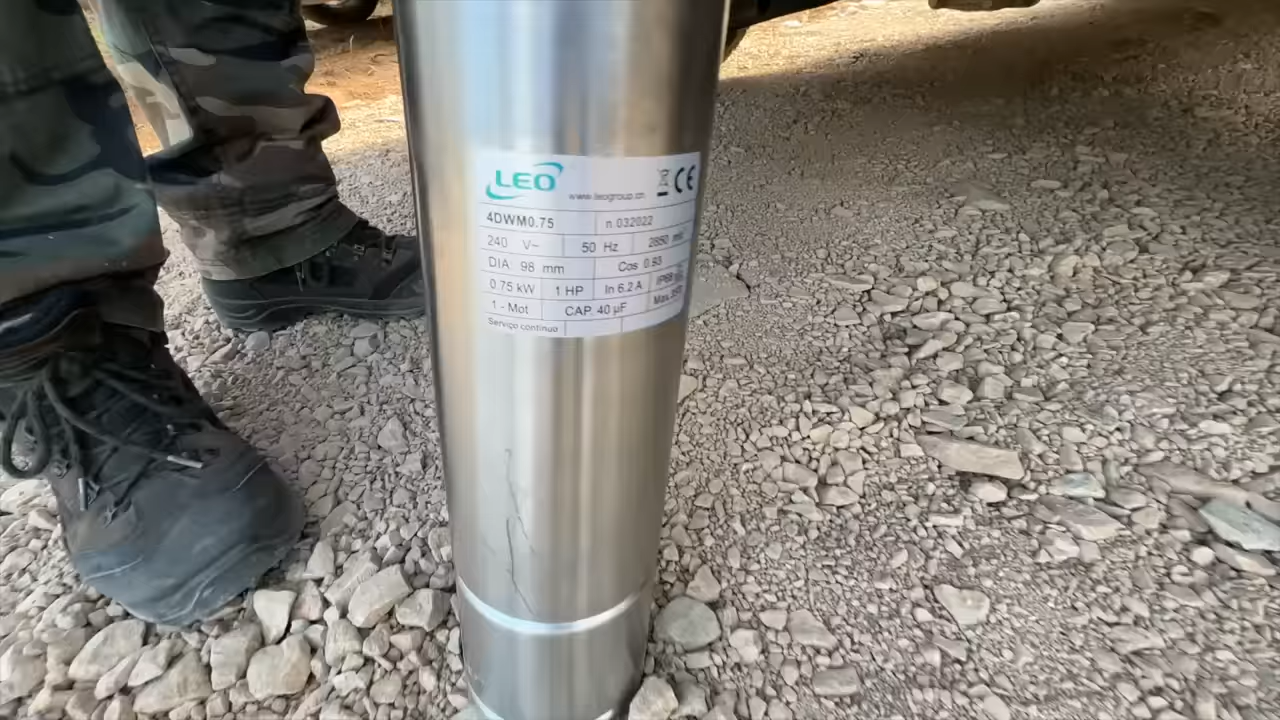 LEO
www.leogroup.cn
CE
4DWM0.75 n.032022
240 V~ 50 Hz 2850
DIA 98 mm Cos 0.93
0.75 kW 1 HP In 6.2 A IP68
1 - Mot CAP. 40 µF Max.
Serviço contínuo